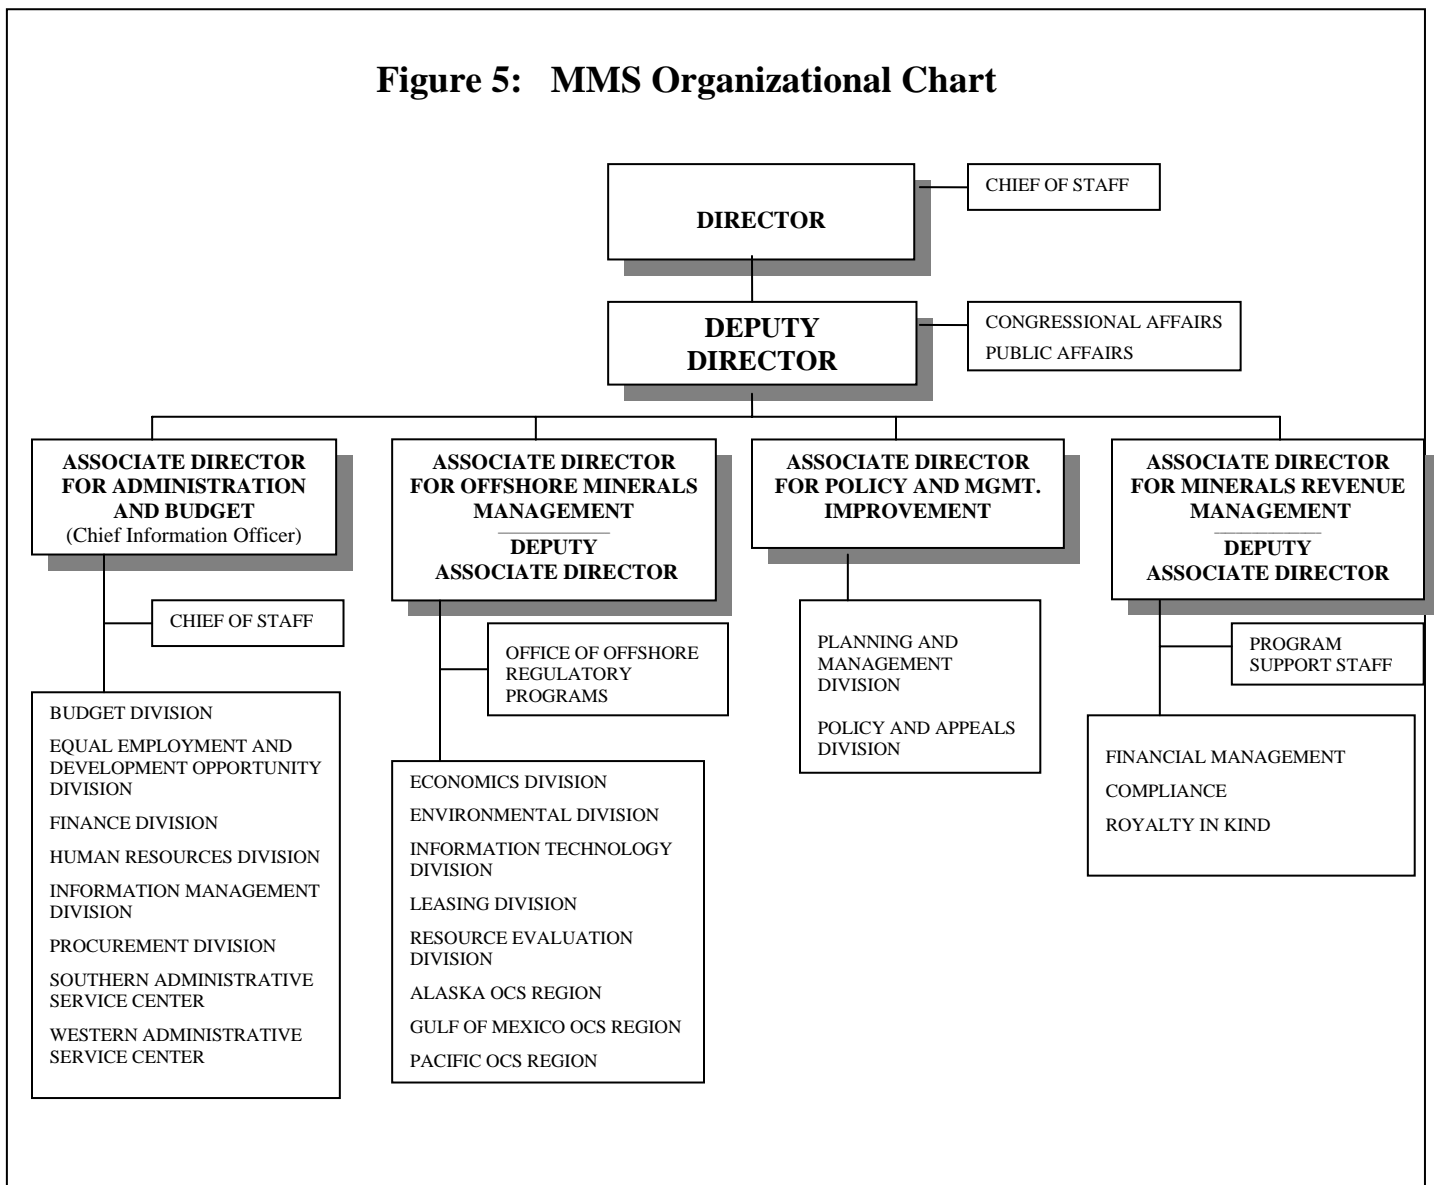 Figure 5: MMS Organizational Chart
DIRECTOR
CHIEF OF STAFF
DEPUTY
DIRECTOR
CONGRESSIONAL AFFAIRS
PUBLIC AFFAIRS
ASSOCIATE DIRECTOR
FOR ADMINISTRATION
AND BUDGET
(Chief Information Officer)
CHIEF OF STAFF
BUDGET DIVISION
EQUAL EMPLOYMENT AND
DEVELOPMENT OPPORTUNITY
DIVISION
FINANCE DIVISION
HUMAN RESOURCES DIVISION
INFORMATION MANAGEMENT
DIVISION
PROCUREMENT DIVISION
SOUTHERN ADMINISTRATIVE
SERVICE CENTER
WESTERN ADMINISTRATIVE
SERVICE CENTER
ASSOCIATE DIRECTOR
FOR OFFSHORE MINERALS
MANAGEMENT
DEPUTY
ASSOCIATE DIRECTOR
OFFICE OF OFFSHORE
REGULATORY
PROGRAMS
ECONOMICS DIVISION
ENVIRONMENTAL DIVISION
INFORMATION TECHNOLOGY
DIVISION
LEASING DIVISION
RESOURCE EVALUATION
DIVISION
ALASKA OCS REGION
GULF OF MEXICO OCS REGION
PACIFIC OCS REGION
ASSOCIATE DIRECTOR
FOR POLICY AND MGMT.
IMPROVEMENT
PLANNING AND
MANAGEMENT
DIVISION
POLICY AND APPEALS
DIVISION
ASSOCIATE DIRECTOR
FOR MINERALS REVENUE
MANAGEMENT
DEPUTY
ASSOCIATE DIRECTOR
PROGRAM
SUPPORT STAFF
FINANCIAL MANAGEMENT
COMPLIANCE
ROYALTY IN KIND